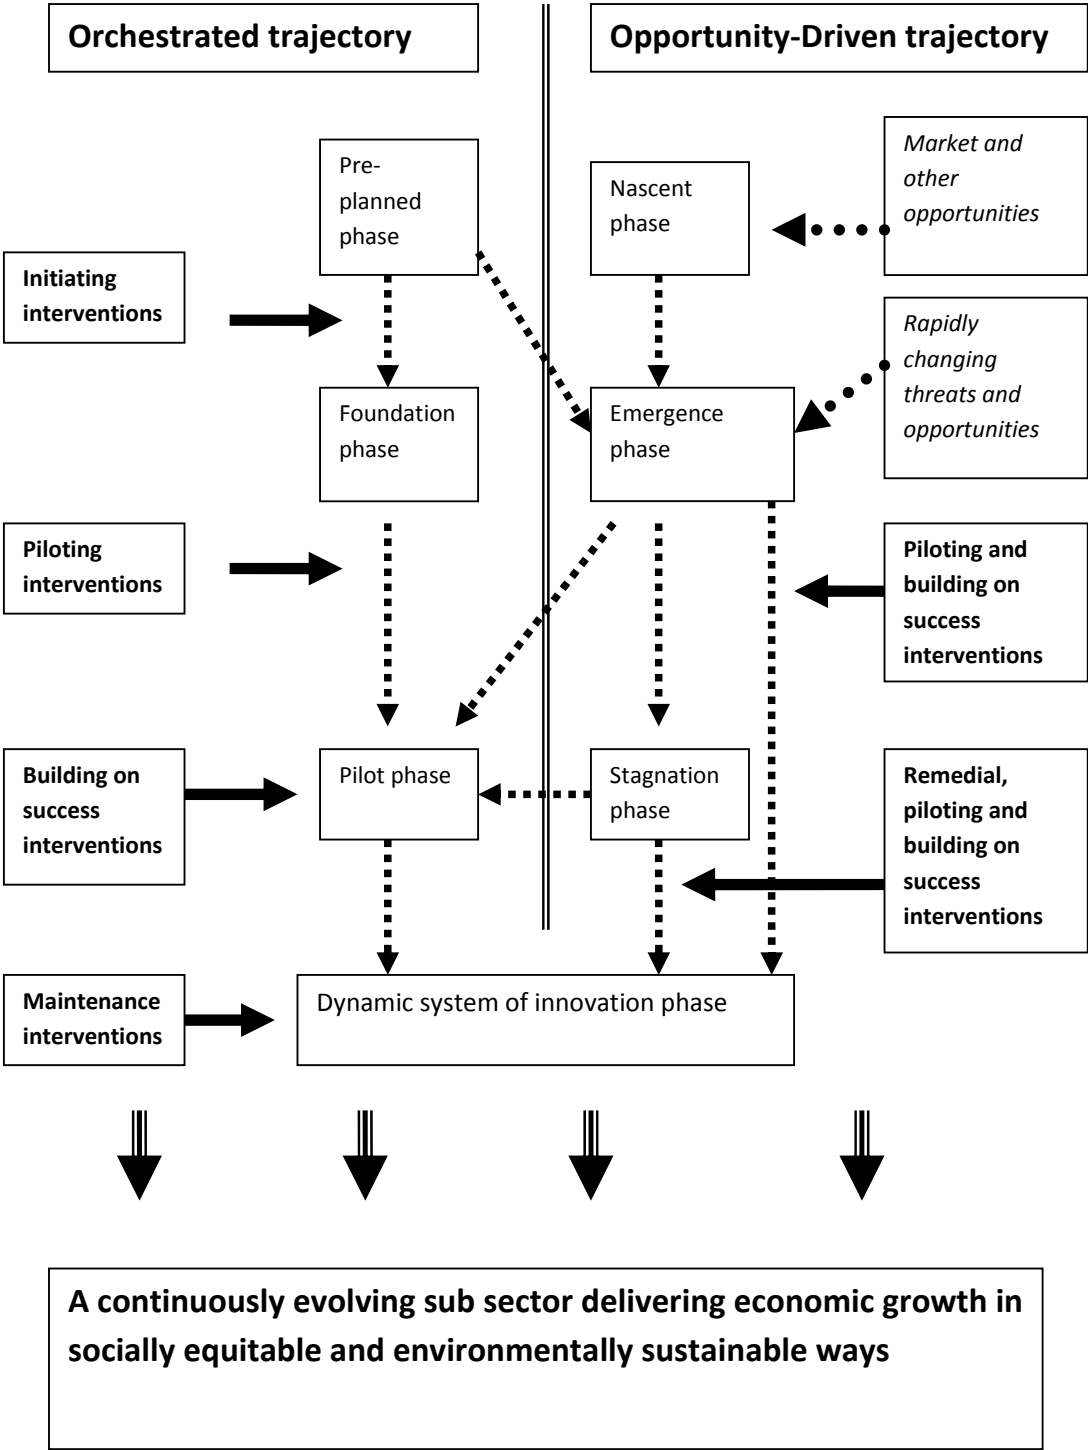 Orchestrated trajectory
Opportunity-Driven trajectory
Pre-
planned
phase
Nascent
phase
Market and
other
opportunities
Initiating
interventions
Rapidly
changing
threats and
opportunities
Foundation
phase
Emergence
phase
Piloting
interventions
Piloting and
building on
success
interventions
Building on
success
interventions
Pilot phase
Stagnation
phase
Remedial,
piloting and
building on
success
interventions
Maintenance
interventions
Dynamic system of innovation phase
A continuously evolving sub sector delivering economic growth in
socially equitable and environmentally sustainable ways